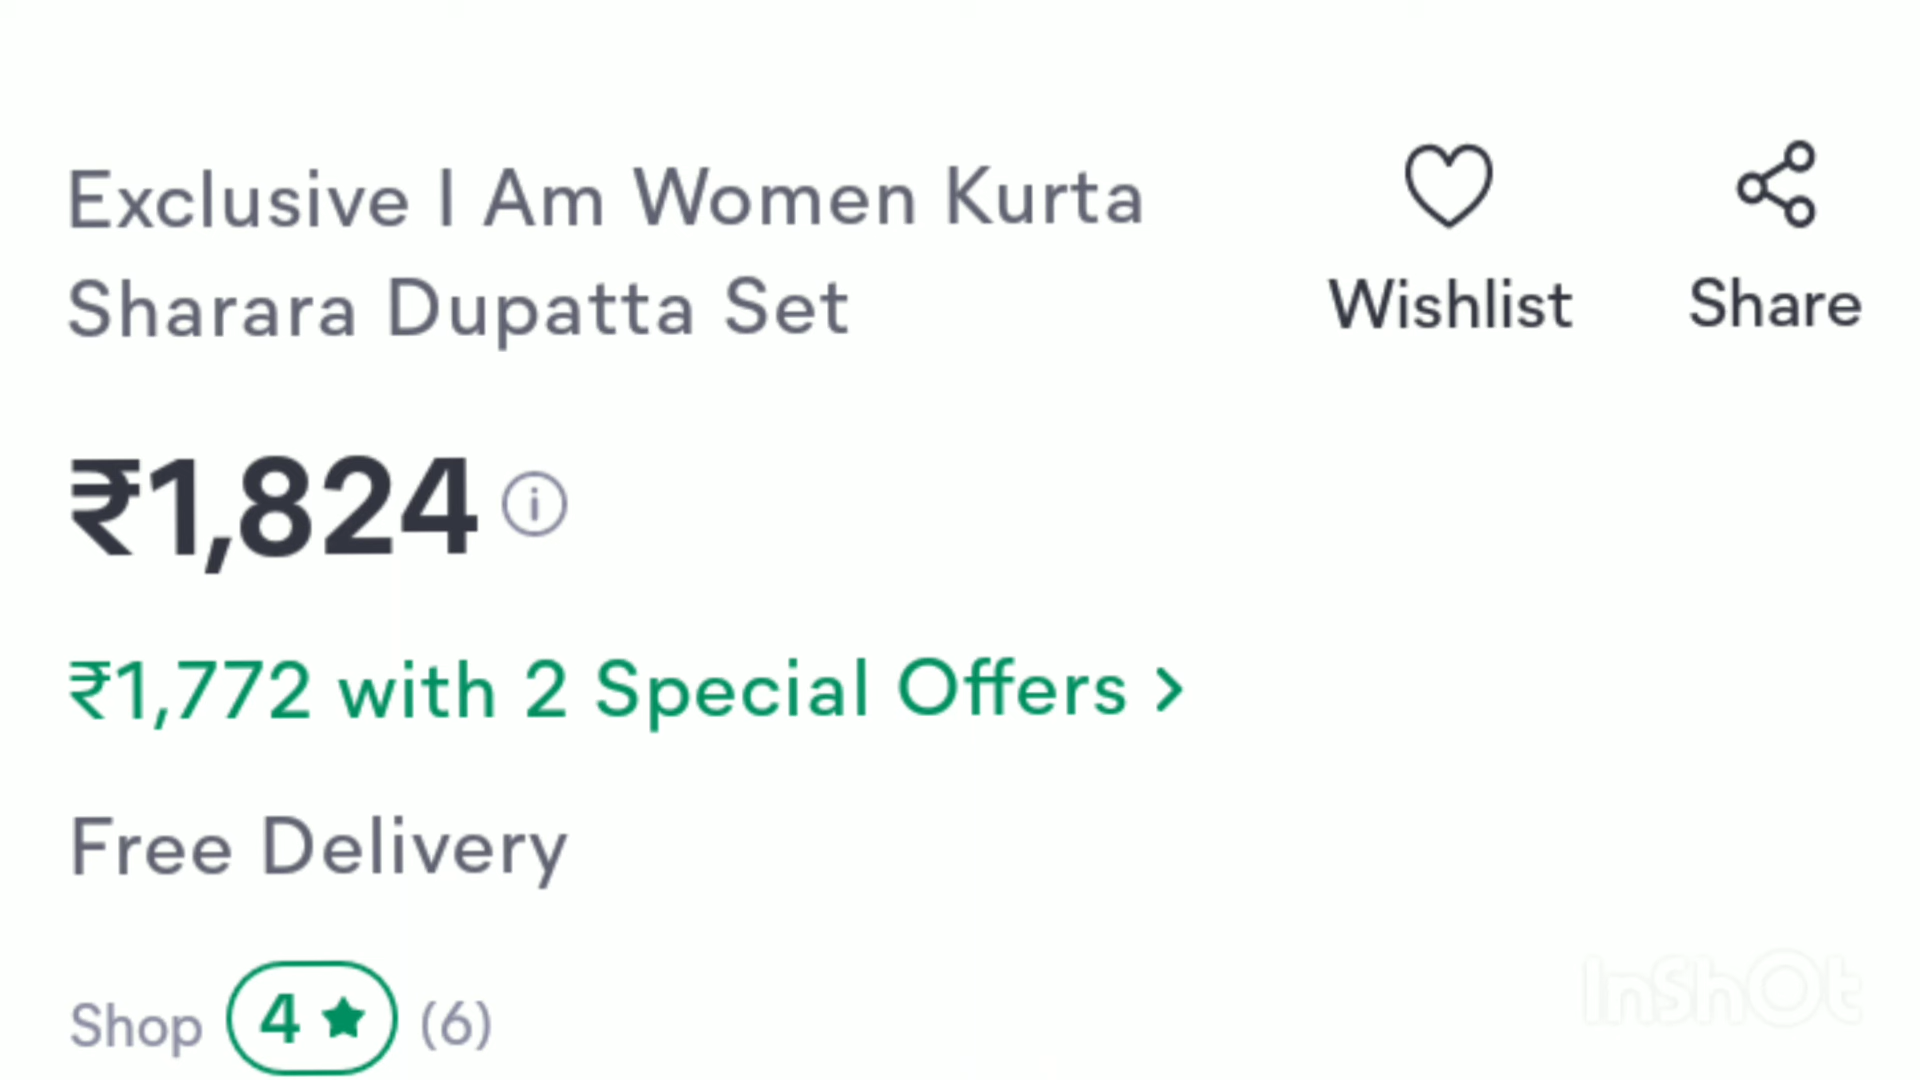 Exclusive I Am Women Kurta
Sharara Dupatta Set
Wishlist
Share
₹1,824
₹1,772 with 2 Special Offers >
Free Delivery
Shop 4 ★ (6)
InShOt